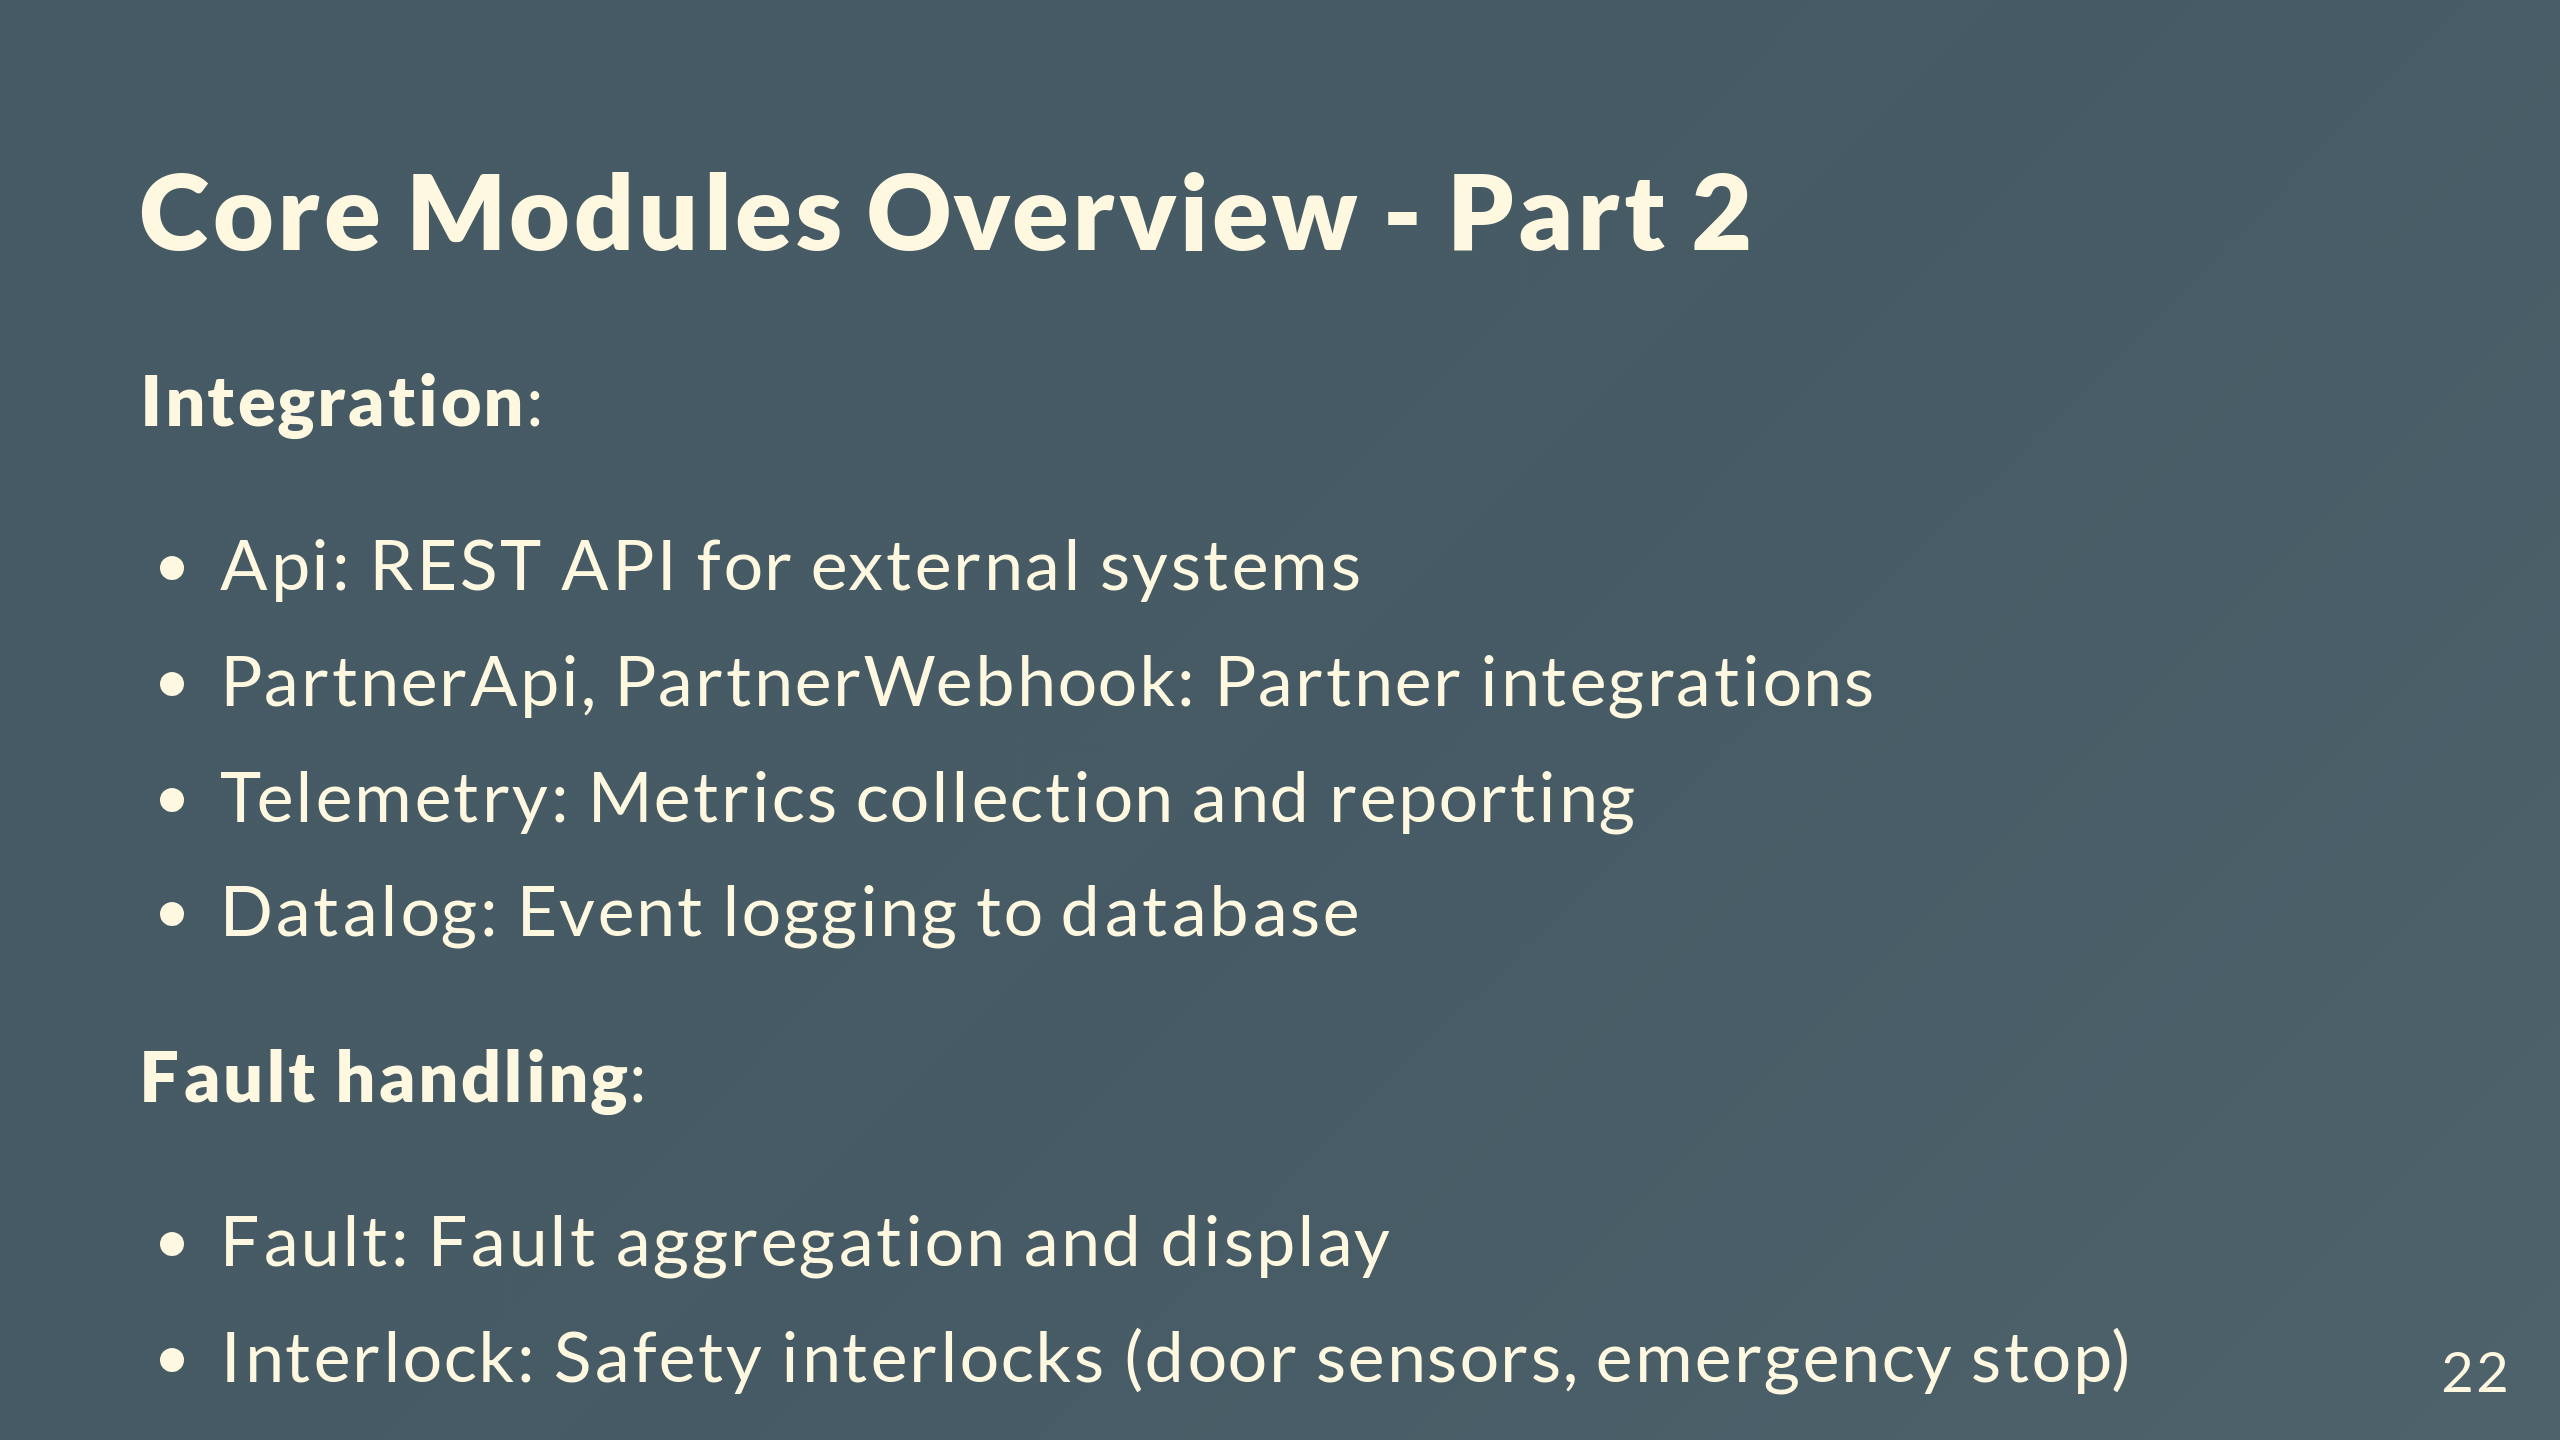 Core Modules Overview - Part 2
Integration:
• Api: REST API for external systems
• PartnerApi, PartnerWebhook: Partner integrations
• Telemetry: Metrics collection and reporting
• Datalog: Event logging to database
Fault handling:
• Fault: Fault aggregation and display
• Interlock: Safety interlocks (door sensors, emergency stop)
22